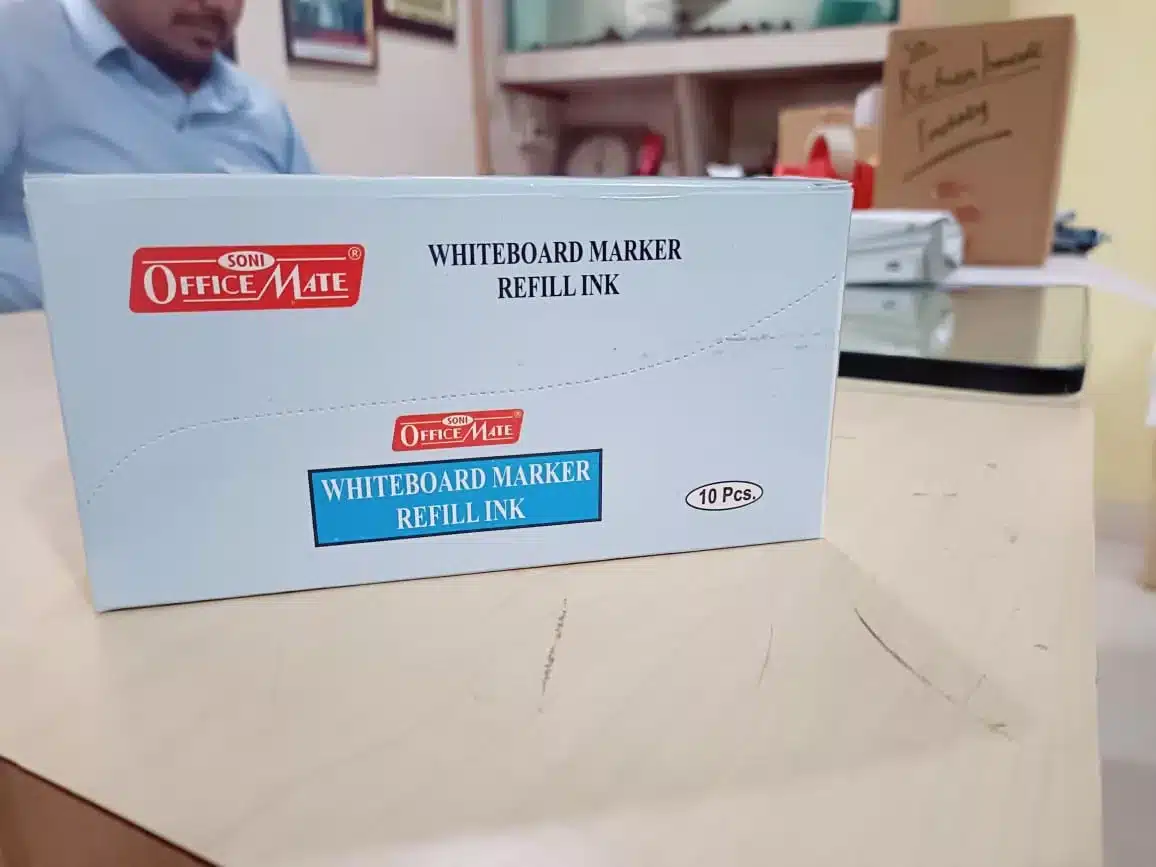 SONI
OFFICE MATE ®
WHITEBOARD MARKER
REFILL INK
SONI
OFFICE MATE ®
WHITEBOARD MARKER
REFILL INK
10 Pcs.